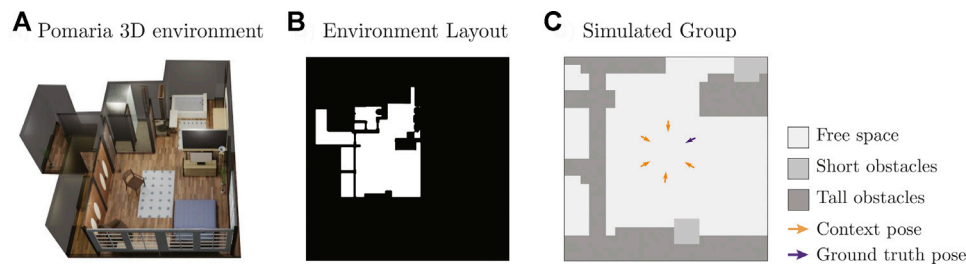 A Pomaria 3D environment
B Environment Layout
C Simulated Group
Free space
Short obstacles
Tall obstacles
Context pose
Ground truth pose